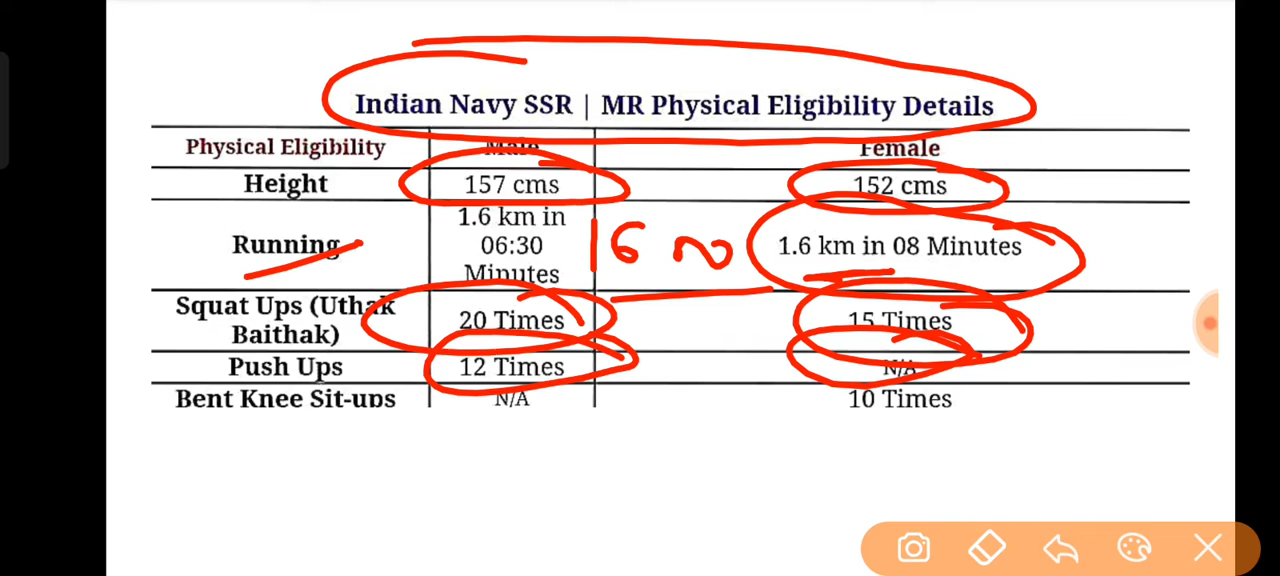 Indian Navy SSR | MR Physical Eligibility Details
Physical Eligibility Male Female
Height 157 cms 152 cms
Running 1.6 km in 06:30 Minutes 1.6 km in 08 Minutes
16
Squat Ups (Uthak Baithak) 20 Times 15 Times
Push Ups 12 Times N/A
Bent Knee Sit-ups N/A 10 Times